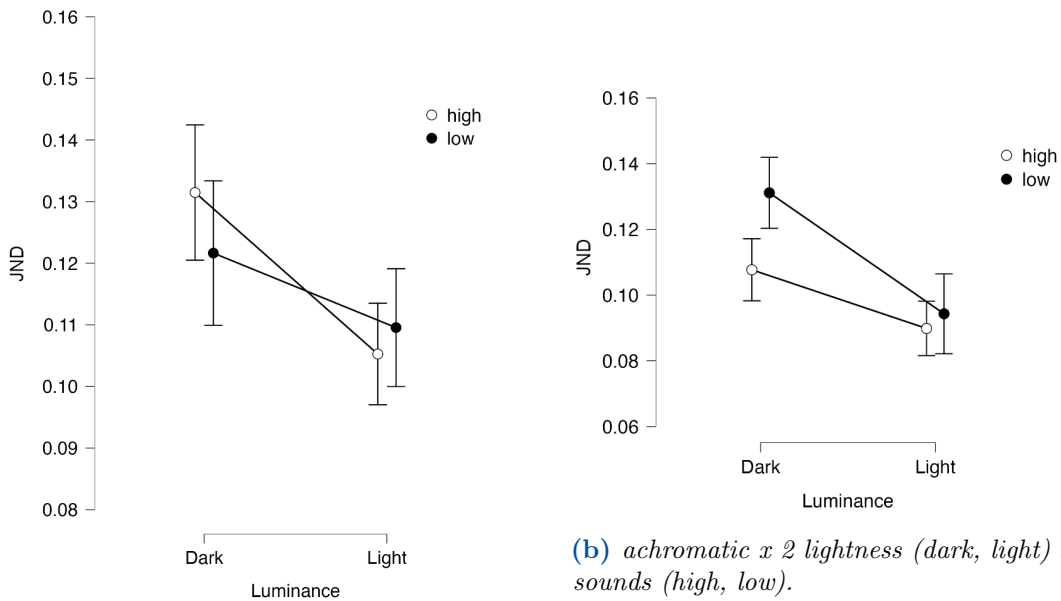 0.16
0.15
0.14
0.13
0.12
0.11
0.10
0.09
0.08
JND
high
low
Dark
Light
Luminance
0.16
0.14
0.12
0.10
0.08
0.06
JND
high
low
Dark
Light
Luminance
(b) achromatic x 2 lightness (dark, light)
sounds (high, low).